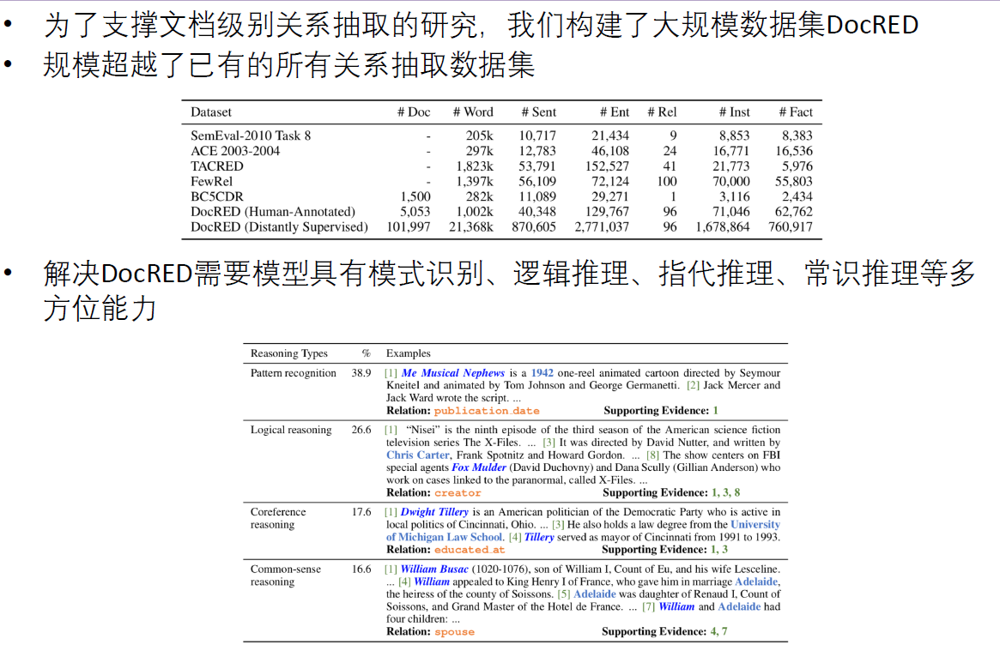 • 为了支撑文档级别关系抽取的研究，我们构建了大规模数据集DocRED
• 规模超越了已有的所有关系抽取数据集
Dataset # Doc # Word # Sent # Ent # Rel # Inst # Fact
SemEval-2010 Task 8 - 205k 10,717 21,434 9 8,853 8,383
ACE 2003-2004 - 297k 12,783 46,108 24 16,771 16,536
TACRED - 1,823k 53,791 152,527 41 21,773 5,976
FewRel - 1,397k 56,109 72,124 100 70,000 55,803
BC5CDR 1,500 282k 11,089 29,271 1 3,116 2,434
DocRED (Human-Annotated) 5,053 1,002k 40,348 129,767 96 71,046 62,762
DocRED (Distantly Supervised) 101,997 21,368k 870,605 2,771,037 96 1,678,864 760,917
• 解决DocRED需要模型具有模式识别、逻辑推理、指代推理、常识推理等多
方位能力
Reasoning Types % Examples
Pattern recognition 38.9 [1] Me Musical Nephews is a 1942 one-reel animated cartoon directed by Seymour
Kneitel and animated by Tom Johnson and George Germanetti. [2] Jack Mercer and
Jack Ward wrote the script. ...
Relation: publication_date Supporting Evidence: 1
Logical reasoning 26.6 [1] “Nisei” is the ninth episode of the third season of the American science fiction
television series The X-Files. ... [3] It was directed by David Nutter, and written by
Chris Carter, Frank Spotnitz and Howard Gordon. ... [8] The show centers on FBI
special agents Fox Mulder (David Duchovny) and Dana Scully (Gillian Anderson) who
work on cases linked to the paranormal, called X-Files. ...
Relation: creator Supporting Evidence: 1, 3, 8
Coreference 17.6 [1] Dwight Tillery is an American politician of the Democratic Party who is active in
reasoning local politics of Cincinnati, Ohio. ... [3] He also holds a law degree from the University
of Michigan Law School. [4] Tillery served as mayor of Cincinnati from 1991 to 1993.
Relation: educated_at Supporting Evidence: 1, 3
Common-sense 16.6 [1] William Busac (1020-1076), son of William I, Count of Eu, and his wife Lesceline.
reasoning ... [4] William appealed to King Henry I of France, who gave him in marriage Adelaide,
the heiress of the county of Soissons. [5] Adelaide was daughter of Renaud I, Count of
Soissons, and Grand Master of the Hotel de France. ... [7] William and Adelaide had
four children: ...
Relation: spouse Supporting Evidence: 4, 7